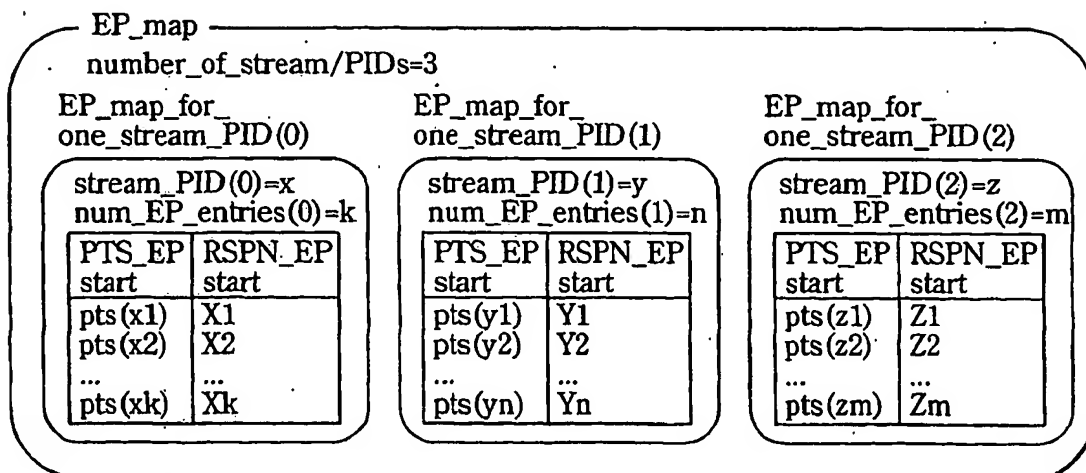 EP_map
number_of_stream/PIDs=3
EP_map_for_
one_stream_PID(0)
stream_PID(0)=x
num_EP_entries(0)=k
PTS_EP RSPN_EP
start start
pts(x1) X1
pts(x2) X2
... ...
pts(xk) Xk
EP_map_for_
one_stream_PID(1)
stream_PID(1)=y
num_EP_entries(1)=n
PTS_EP RSPN_EP
start start
pts(y1) Y1
pts(y2) Y2
... ...
pts(yn) Yn
EP_map_for_
one_stream_PID(2)
stream_PID(2)=z
num_EP_entries(2)=m
PTS_EP RSPN_EP
start start
pts(z1) Z1
pts(z2) Z2
... ...
pts(zm) Zm